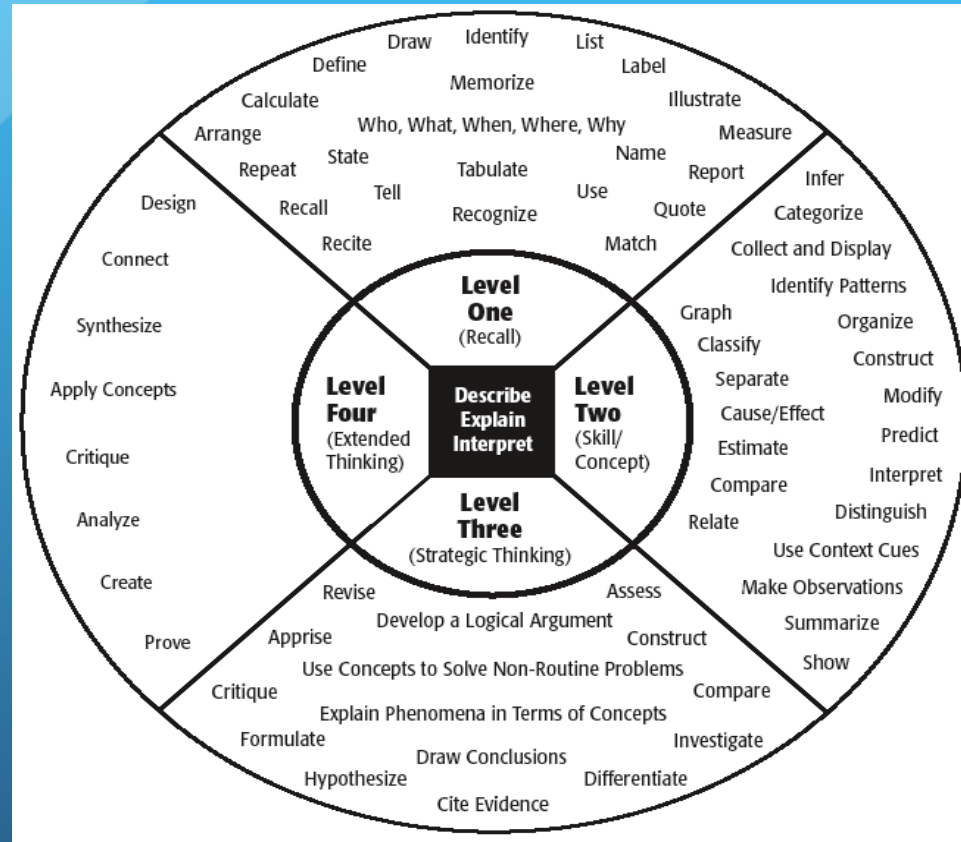 Draw
Identify
List
Define
Label
Memorize
Calculate
Illustrate
Arrange
Who, What, When, Where, Why
Measure
Repeat
State
Name
Tabulate
Report
Recall
Tell
Use
Recognize
Quote
Recite
Match
Infer
Categorize
Collect and Display
Identify Patterns
Graph
Organize
Classify
Construct
Separate
Modify
Cause/Effect
Predict
Estimate
Interpret
Compare
Distinguish
Relate
Use Context Cues
Make Observations
Summarize
Show
Design
Connect
Synthesize
Apply Concepts
Critique
Analyze
Create
Prove
Level
One
(Recall)
Level
Four
(Extended
Thinking)
Describe
Explain
Interpret
Level
Two
(Skill/
Concept)
Level
Three
(Strategic Thinking)
Revise
Assess
Develop a Logical Argument
Apprise
Construct
Use Concepts to Solve Non-Routine Problems
Critique
Compare
Explain Phenomena in Terms of Concepts
Formulate
Investigate
Draw Conclusions
Hypothesize
Differentiate
Cite Evidence